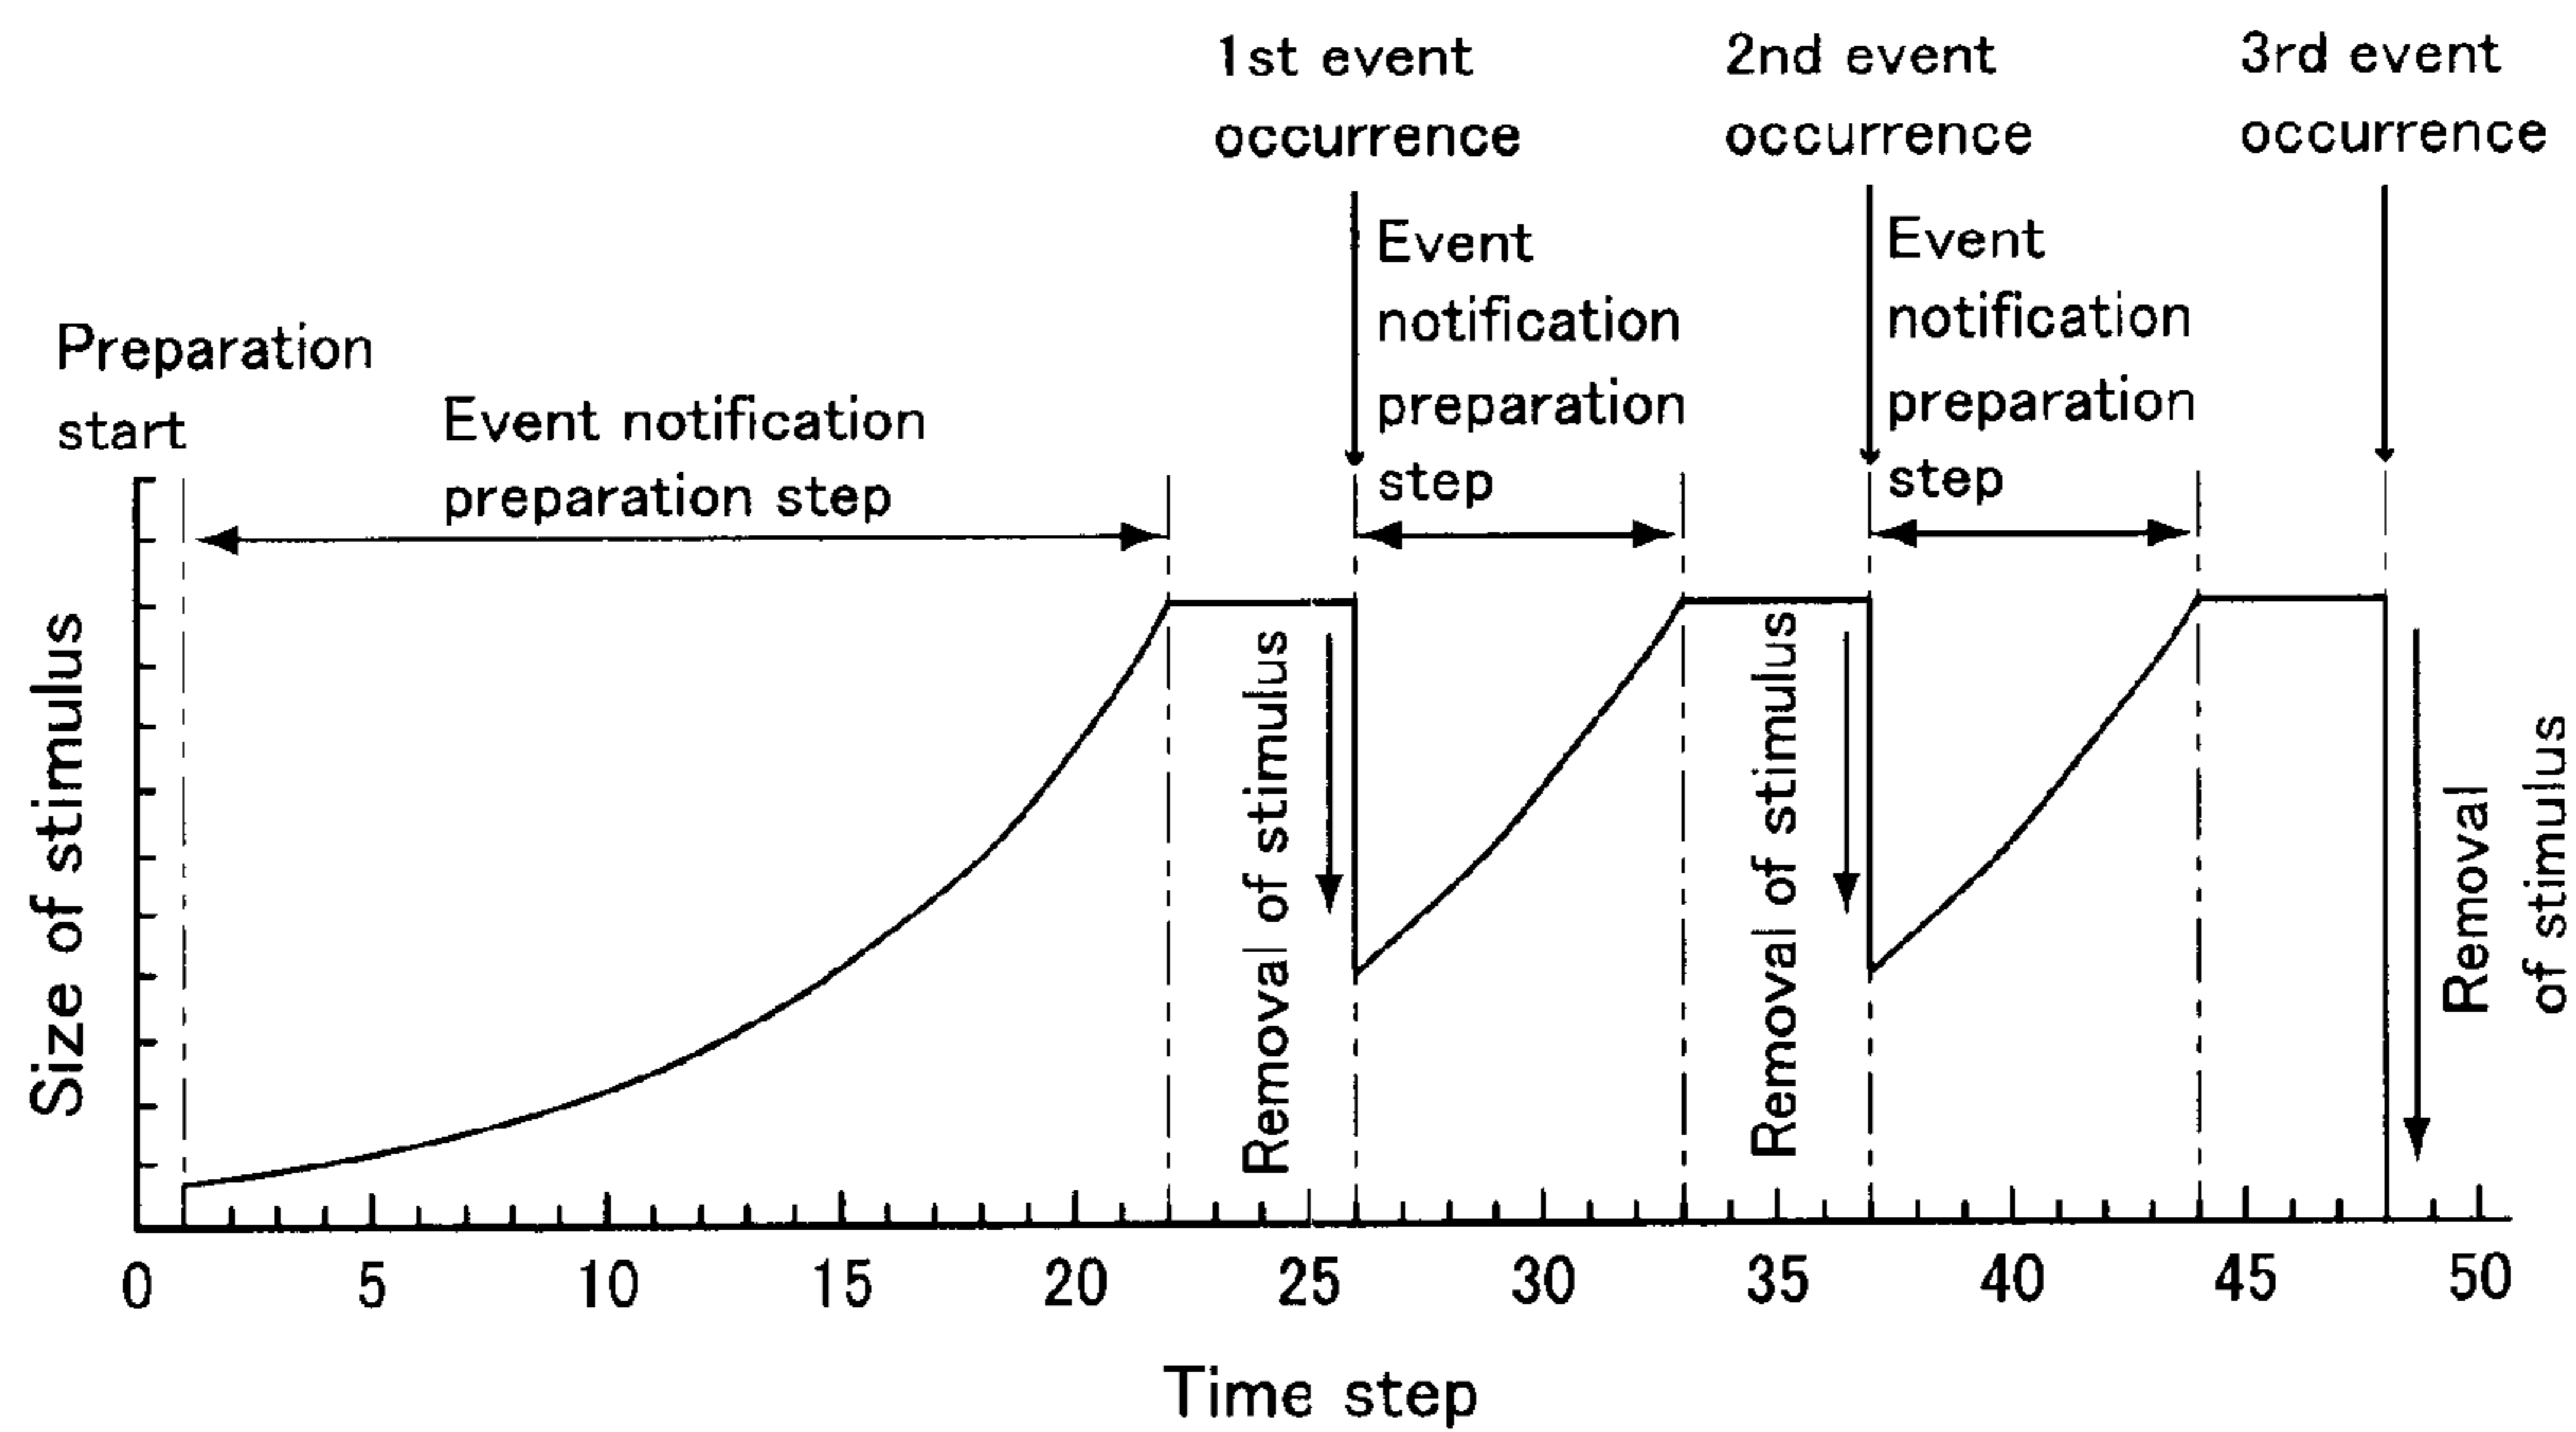 1st event
occurrence
2nd event
occurrence
3rd event
occurrence
Preparation
start
Event notification
preparation step
Event
notification
preparation
step
Event
notification
preparation
step
Size of stimulus
Removal of stimulus
Removal of stimulus
Removal
of stimulus
0 5 10 15 20 25 30 35 40 45 50
Time step